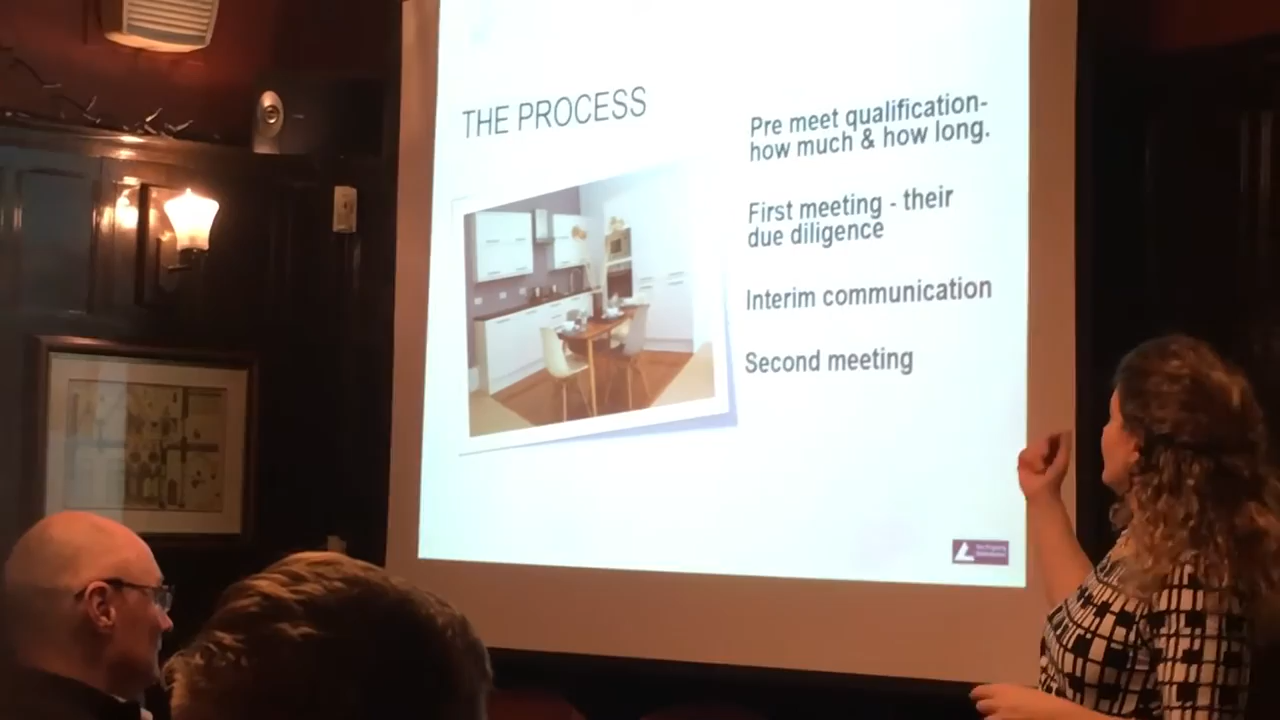 THE PROCESS
Pre meet qualification-
how much & how long.
First meeting - their
due diligence
Interim communication
Second meeting